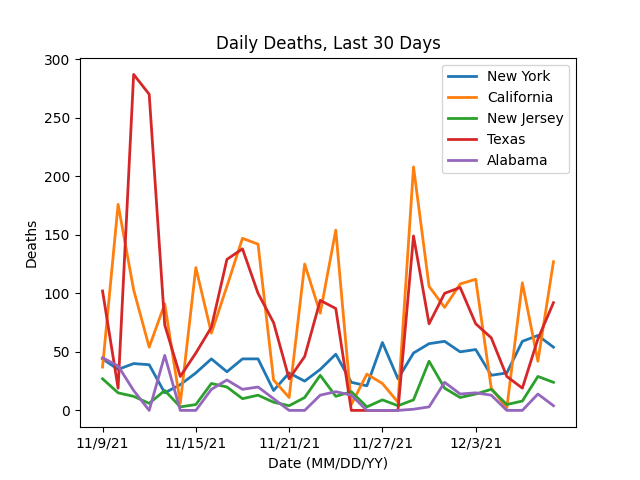 Daily Deaths, Last 30 Days
300
250
200
150
100
50
0
Deaths
New York
California
New Jersey
Texas
Alabama
11/9/21
11/15/21
11/21/21
11/27/21
12/3/21
Date (MM/DD/YY)